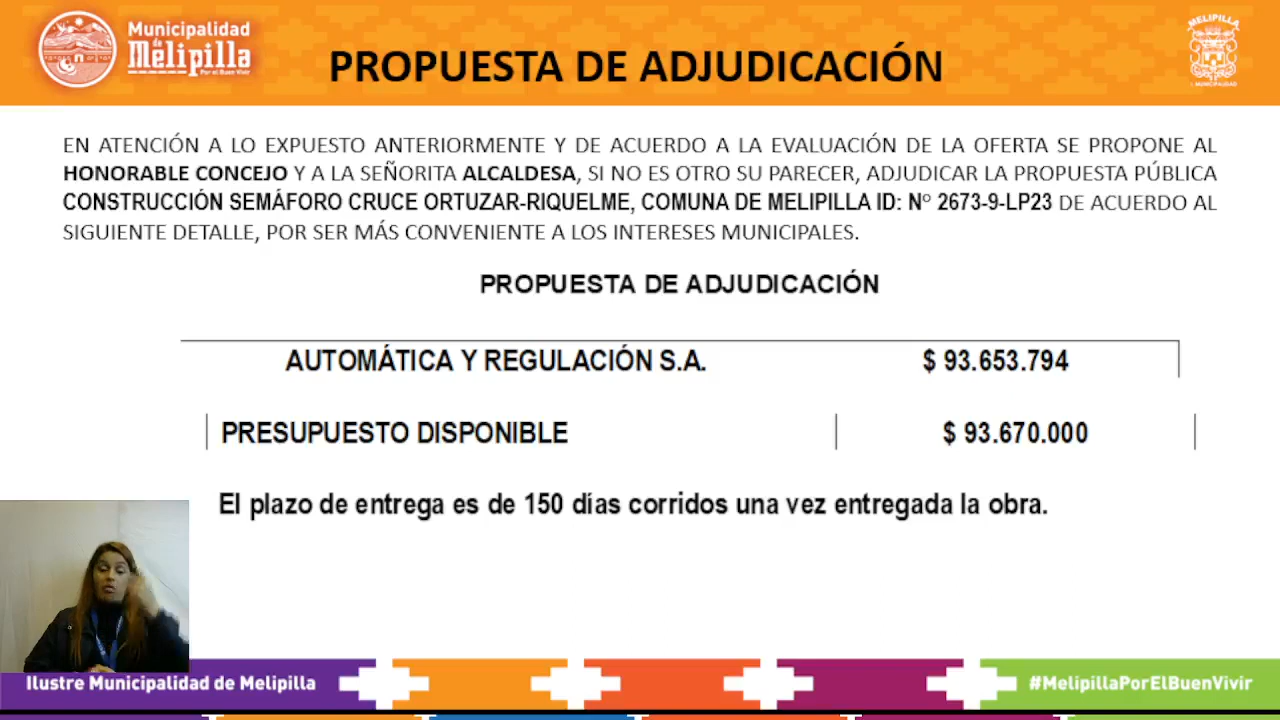 Municipalidad
de
Melipilla
Por el Buen Vivir
PROPUESTA DE ADJUDICACIÓN
MELIPILLA
I. MUNICIPALIDAD
EN ATENCIÓN A LO EXPUESTO ANTERIORMENTE Y DE ACUERDO A LA EVALUACIÓN DE LA OFERTA SE PROPONE AL
HONORABLE CONCEJO Y A LA SEÑORITA ALCALDESA, SI NO ES OTRO SU PARECER, ADJUDICAR LA PROPUESTA PÚBLICA
CONSTRUCCIÓN SEMÁFORO CRUCE ORTUZAR-RIQUELME, COMUNA DE MELIPILLA ID: Nº 2673-9-LP23 DE ACUERDO AL
SIGUIENTE DETALLE, POR SER MÁS CONVENIENTE A LOS INTERESES MUNICIPALES.
PROPUESTA DE ADJUDICACIÓN
AUTOMÁTICA Y REGULACIÓN S.A. $ 93.653.794
PRESUPUESTO DISPONIBLE $ 93.670.000
El plazo de entrega es de 150 días corridos una vez entregada la obra.
Ilustre Municipalidad de Melipilla
#MelipillaPorElBuenVivir